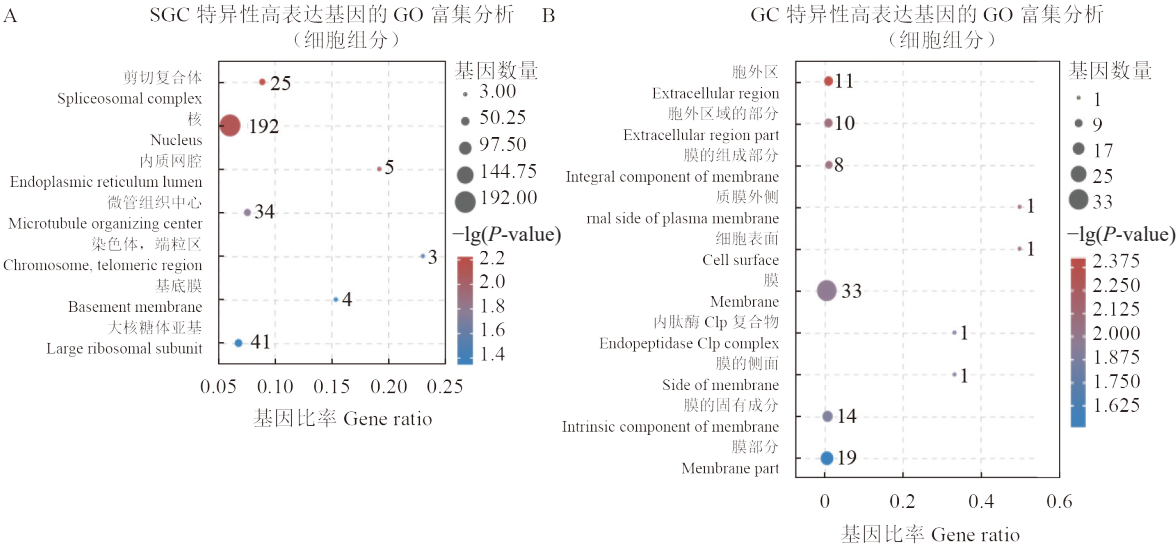 A
SGC 特异性高表达基因的 GO 富集分析
（细胞组分）
剪切复合体
Spliceosomal complex
核
Nucleus
内质网腔
Endoplasmic reticulum lumen
微管组织中心
Microtubule organizing center
染色体，端粒区
Chromosome, telomeric region
基底膜
Basement membrane
大核糖体亚基
Large ribosomal subunit
25
192
5
34
3
4
41
0.05
0.10
0.15
0.20
0.25
基因比率 Gene ratio
基因数量
3.00
50.25
97.50
144.75
192.00
−lg(P-value)
2.2
2.0
1.8
1.6
1.4
B
GC 特异性高表达基因的 GO 富集分析
（细胞组分）
胞外区
Extracellular region
胞外区域的部分
Extracellular region part
膜的组成部分
Integral component of membrane
质膜外侧
rnal side of plasma membrane
细胞表面
Cell surface
膜
Membrane
内肽酶 Clp 复合物
Endopeptidase Clp complex
膜的侧面
Side of membrane
膜的固有成分
Intrinsic component of membrane
膜部分
Membrane part
11
10
8
1
1
33
1
1
14
19
0
0.2
0.4
0.6
基因比率 Gene ratio
基因数量
1
9
17
25
33
−lg(P-value)
2.375
2.250
2.125
2.000
1.875
1.750
1.625